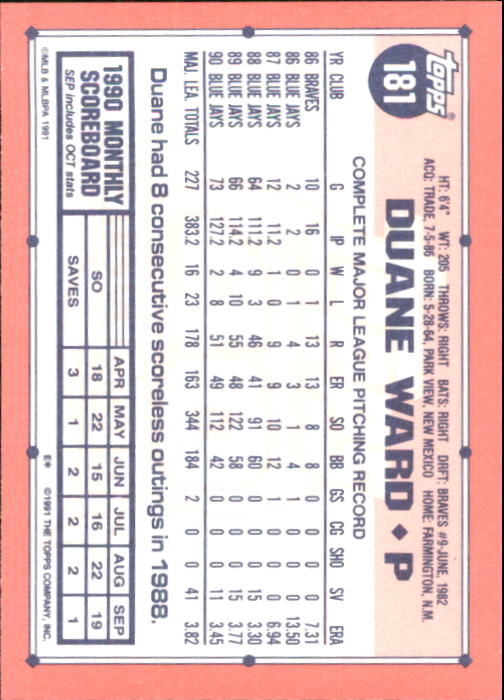 topps®
181
HT: 6'4" WT: 205 THROWS: RIGHT BATS: RIGHT DRFT: BRAVES #9-JUNE, 1982
ACQ: TRADE, 7-5-86 BORN: 5-28-64, PARK VIEW, NEW MEXICO HOME: FARMINGTON, N.M.
DUANE WARD ◆ P
COMPLETE MAJOR LEAGUE PITCHING RECORD
YR CLUB G IP W L R ER SO BB GS CG SHO SV ERA
86 BRAVES 10 16 0 1 13 13 8 8 0 0 0 0 7.31
86 BLUE JAYS 2 2 0 1 4 3 1 4 1 0 0 0 13.50
87 BLUE JAYS 12 11.2 1 0 9 9 10 12 1 0 0 0 6.94
88 BLUE JAYS 64 111.2 9 3 46 41 91 60 0 0 0 15 3.30
89 BLUE JAYS 66 114.2 4 10 55 48 122 58 0 0 0 15 3.77
90 BLUE JAYS 73 127.2 2 8 51 49 112 42 0 0 0 11 3.45
MAJ. LEA. TOTALS 227 383.2 16 23 178 163 344 184 2 0 0 41 3.82
Duane had 8 consecutive scoreless outings in 1988.
1990 MONTHLY
SCOREBOARD
SEP includes OCT stats
APR MAY JUN JUL AUG SEP
SO 18 22 15 16 22 19
SAVES 3 1 2 2 2 1
©MLB & MLBPA 1991 E* ©1991 THE TOPPS COMPANY, INC.